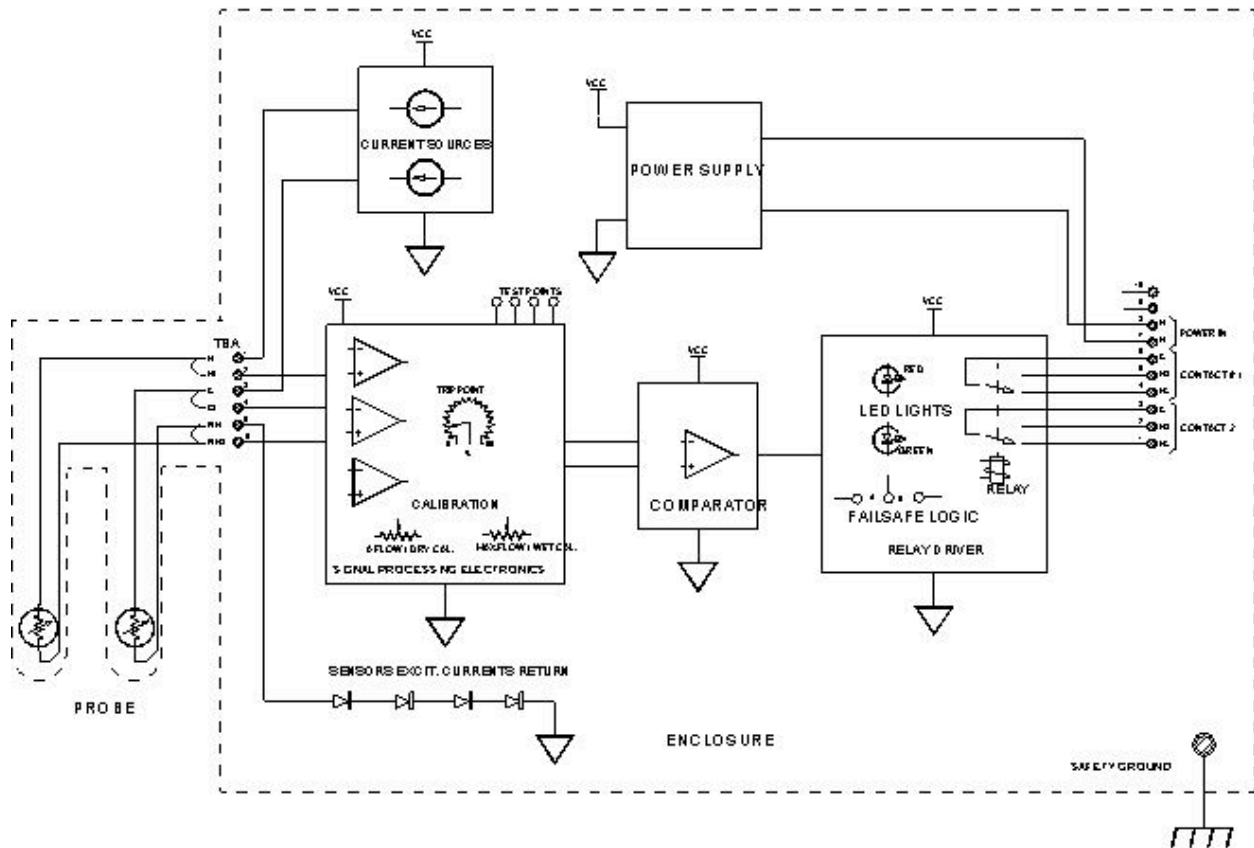 VCC
VCC
CURRENT SOURCES
POWER SUPPLY
VCC
TEST POINTS
VCC
TBA
POWER IN
VCC
TRIP POINT
RED
CONTACT #1
LED LIGHTS
CONTACT 2
GREEN
RELAY
CALIBRATION
COMPARATOR
FAILSAFE LOGIC
SIGNAL PROCESSING ELECTRONICS
RELAY DRIVER
SENSORS EXCIT. CURRENTS RETURN
PROBE
ENCLOSURE
SAFETY GROUND